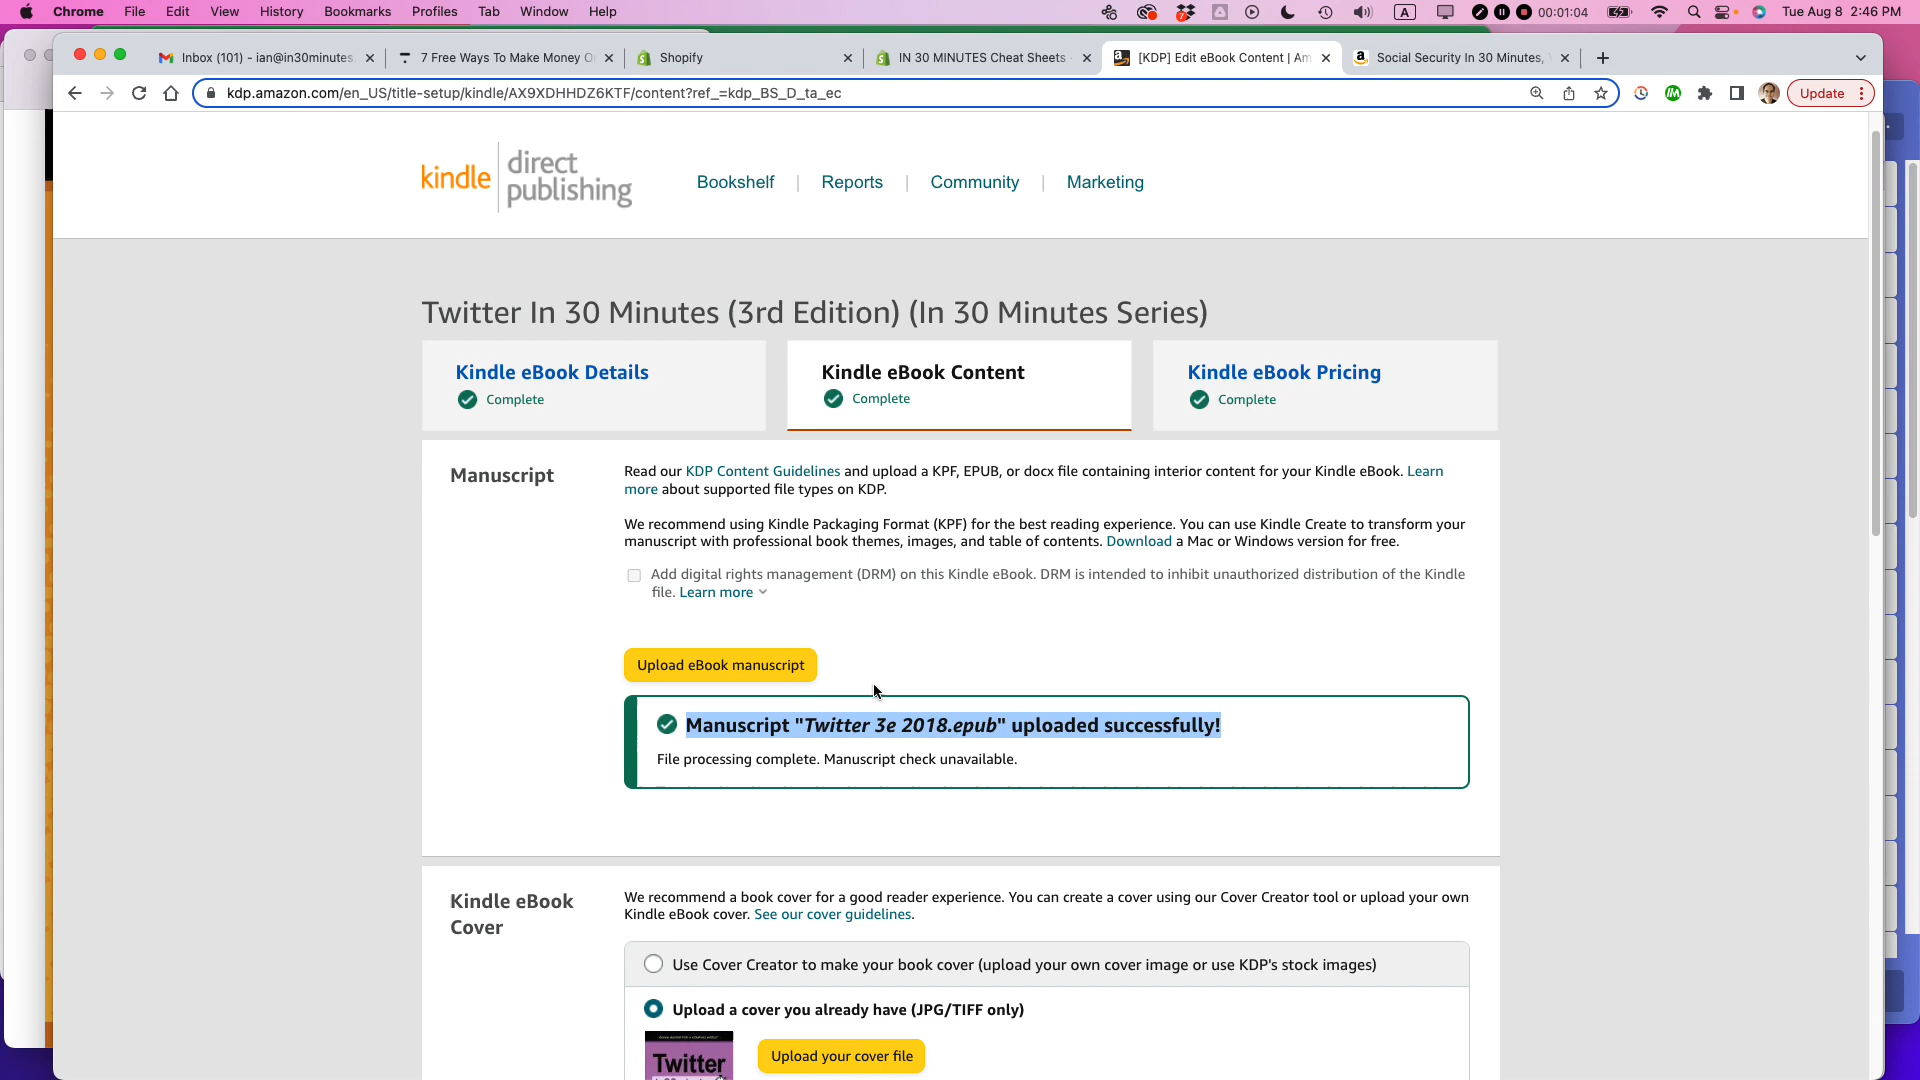 Chrome File Edit View History Bookmarks Profiles Tab Window Help A 00:01:04 Tue Aug 8 2:46 PM
Inbox (101) - ian@in30minutes. 7 Free Ways To Make Money O Shopify IN 30 MINUTES Cheat Sheets [KDP] Edit eBook Content | Am Social Security In 30 Minutes,
kdp.amazon.com/en_US/title-setup/kindle/AX9XDHHDZ6KTF/content?ref_=kdp_BS_D_ta_ec Update
kindle direct publishing
Bookshelf | Reports | Community | Marketing
Twitter In 30 Minutes (3rd Edition) (In 30 Minutes Series)
Kindle eBook Details Kindle eBook Content Kindle eBook Pricing
Complete Complete Complete
Manuscript
Read our KDP Content Guidelines and upload a KPF, EPUB, or docx file containing interior content for your Kindle eBook. Learn
more about supported file types on KDP.
We recommend using Kindle Packaging Format (KPF) for the best reading experience. You can use Kindle Create to transform your
manuscript with professional book themes, images, and table of contents. Download a Mac or Windows version for free.
Add digital rights management (DRM) on this Kindle eBook. DRM is intended to inhibit unauthorized distribution of the Kindle
file. Learn more
Upload eBook manuscript
Manuscript "Twitter 3e 2018.epub" uploaded successfully!
File processing complete. Manuscript check unavailable.
Kindle eBook
Cover
We recommend a book cover for a good reader experience. You can create a cover using our Cover Creator tool or upload your own
Kindle eBook cover. See our cover guidelines.
Use Cover Creator to make your book cover (upload your own cover image or use KDP's stock images)
Upload a cover you already have (JPG/TIFF only)
Twitter
Upload your cover file